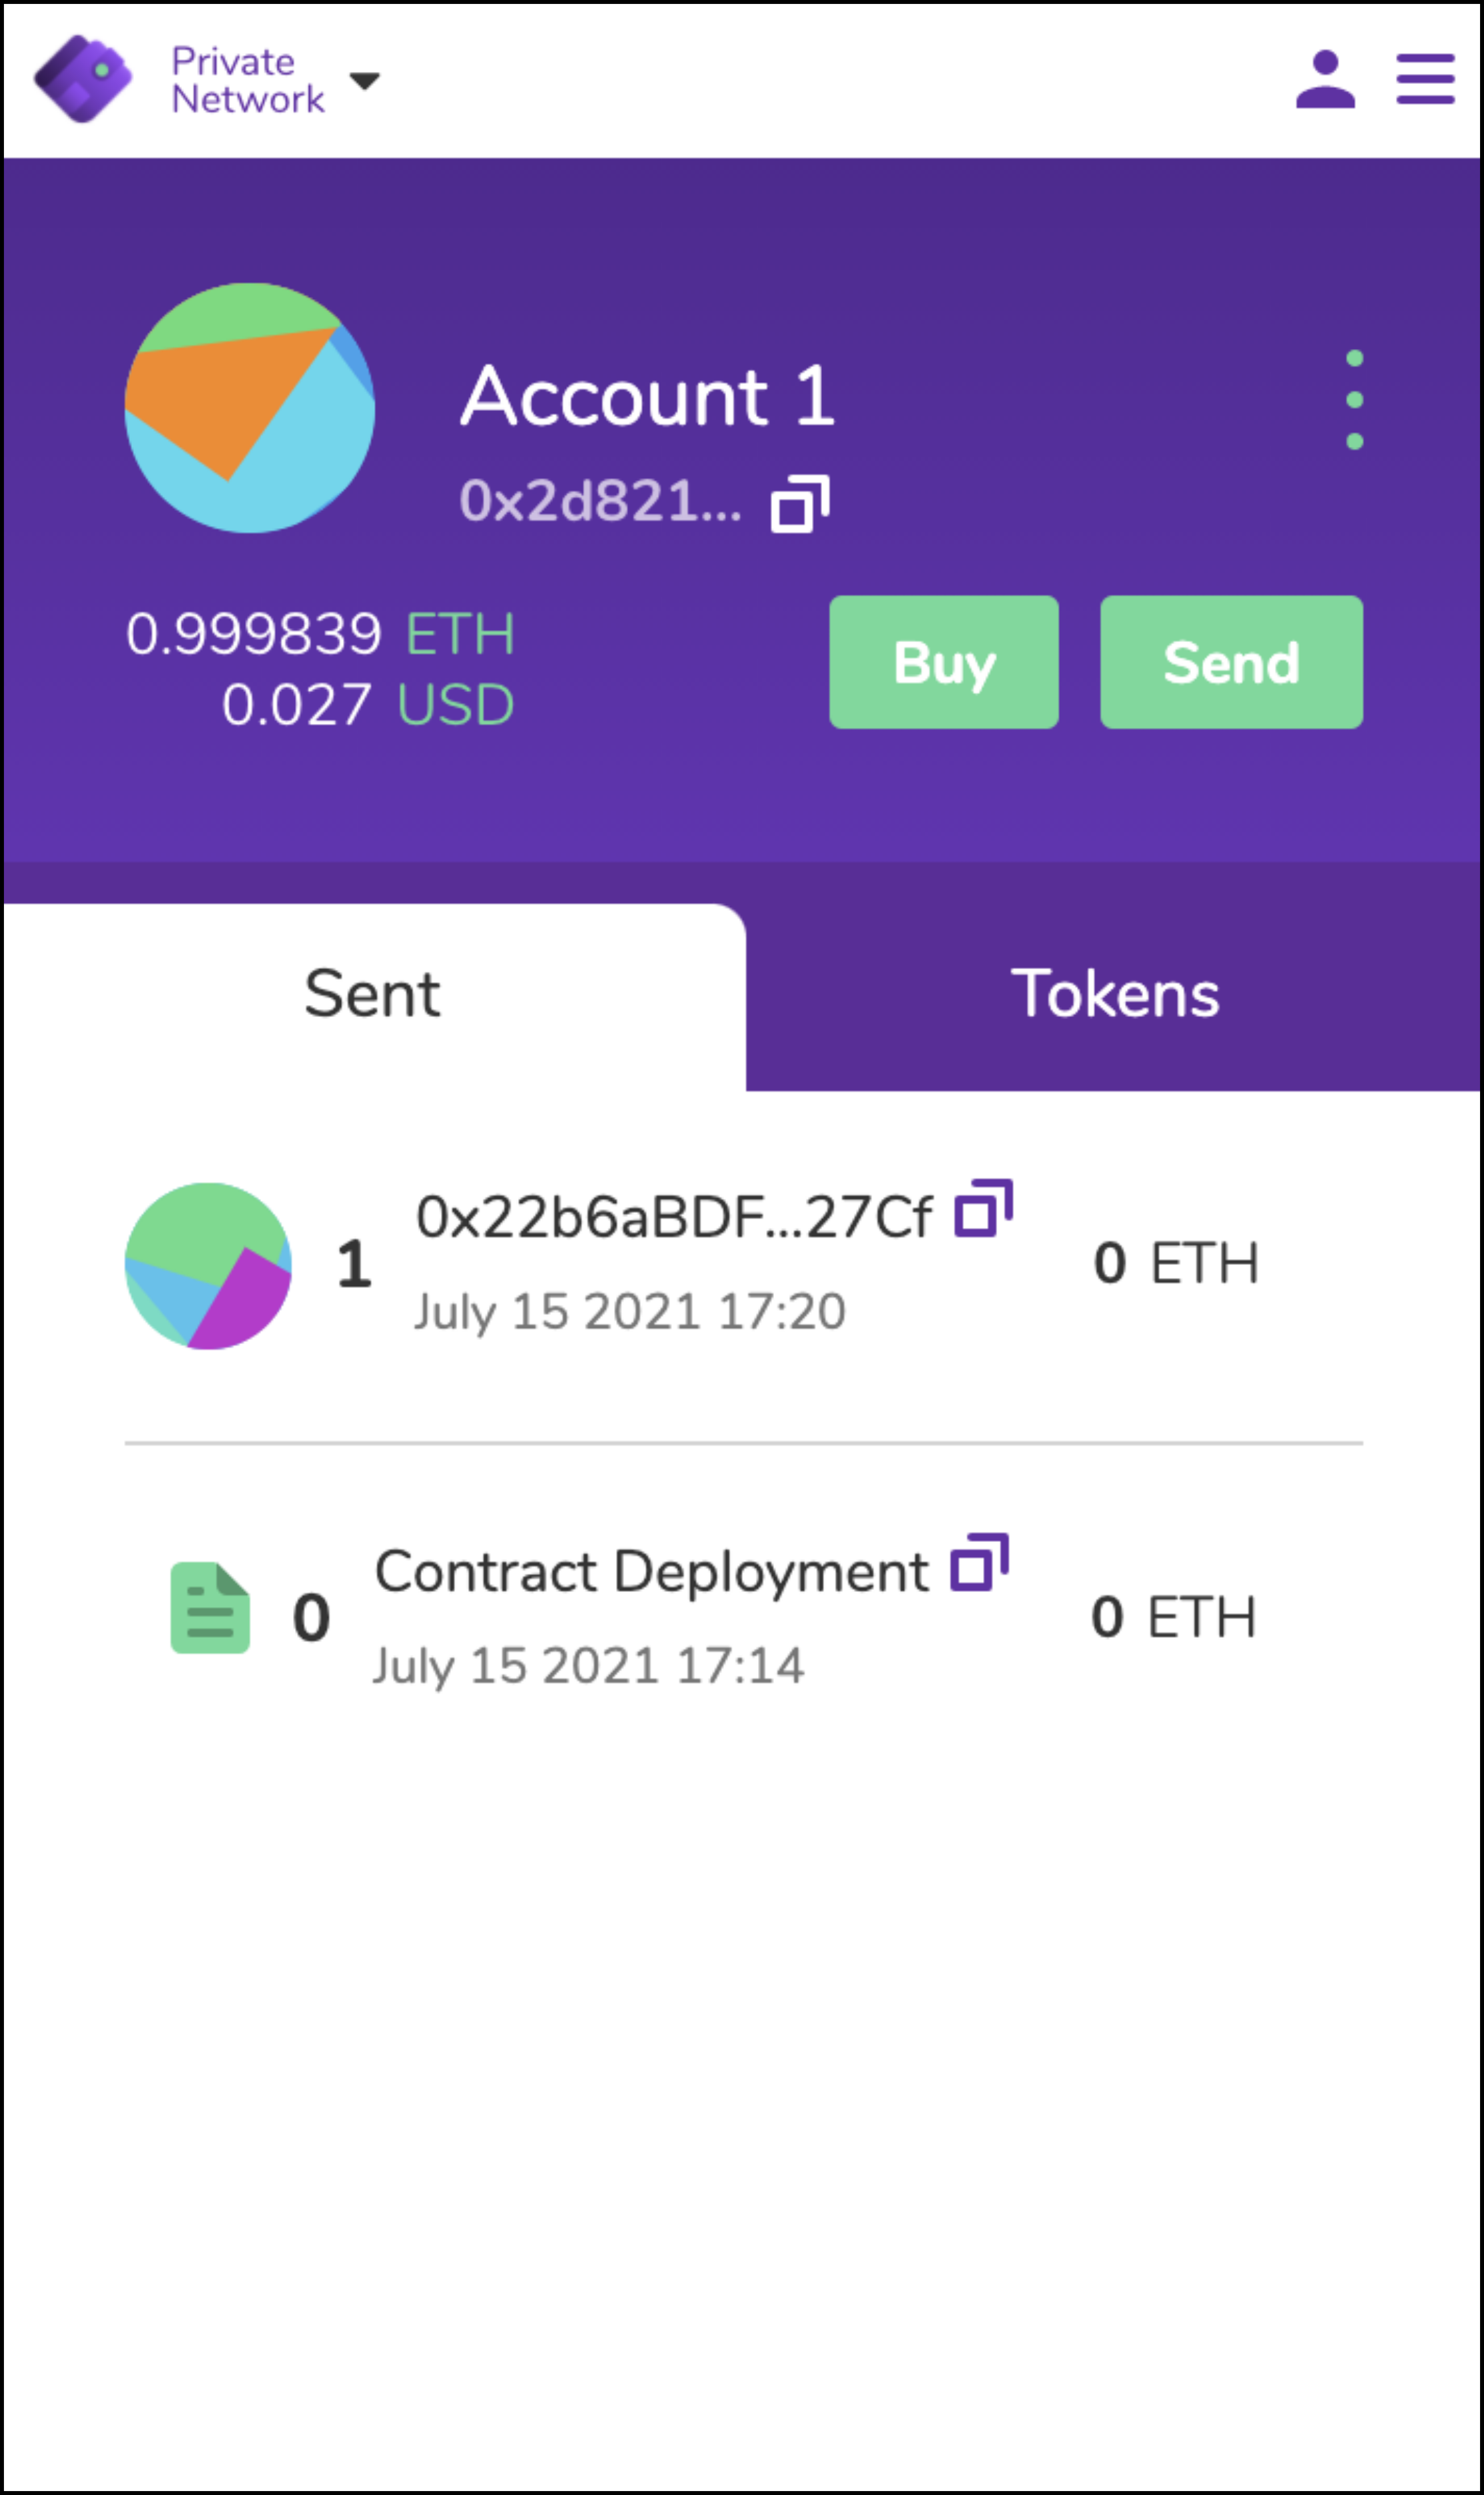 Private
Network
Account 1
0x2d821...
0.999839 ETH
0.027 USD
Buy
Send
Sent
Tokens
1
0x22b6aBDF...27Cf
July 15 2021 17:20
0 ETH
0
Contract Deployment
July 15 2021 17:14
0 ETH